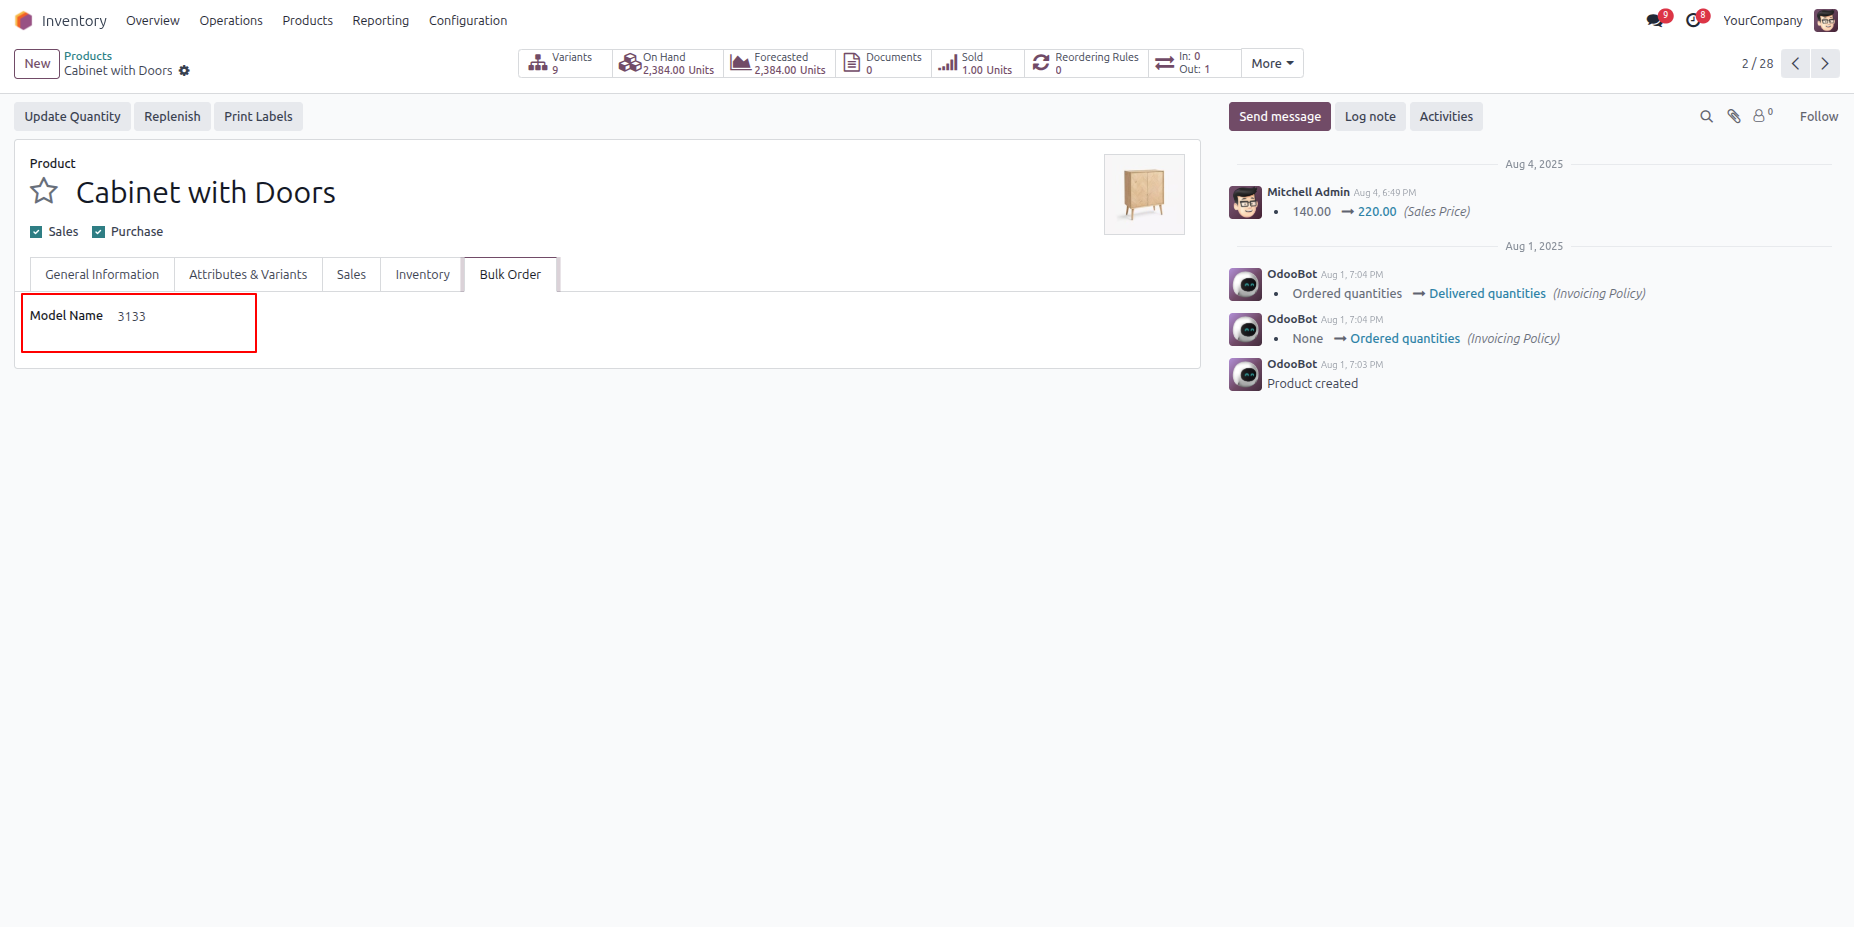 Inventory Overview Operations Products Reporting Configuration 9 8 YourCompany
New Products
Cabinet with Doors
Variants
9
On Hand
2,384.00 Units
Forecasted
2,384.00 Units
Documents
0
Sold
1.00 Units
Reordering Rules
0
In: 0
Out: 1
More
2 / 28
Update Quantity Replenish Print Labels
Send message Log note Activities 0 Follow
Product
Cabinet with Doors
Sales Purchase
General Information Attributes & Variants Sales Inventory Bulk Order
Model Name 3133
Aug 4, 2025
Mitchell Admin Aug 4, 6:49 PM
• 140.00 → 220.00 (Sales Price)
Aug 1, 2025
OdooBot Aug 1, 7:04 PM
• Ordered quantities → Delivered quantities (Invoicing Policy)
OdooBot Aug 1, 7:04 PM
• None → Ordered quantities (Invoicing Policy)
OdooBot Aug 1, 7:03 PM
Product created